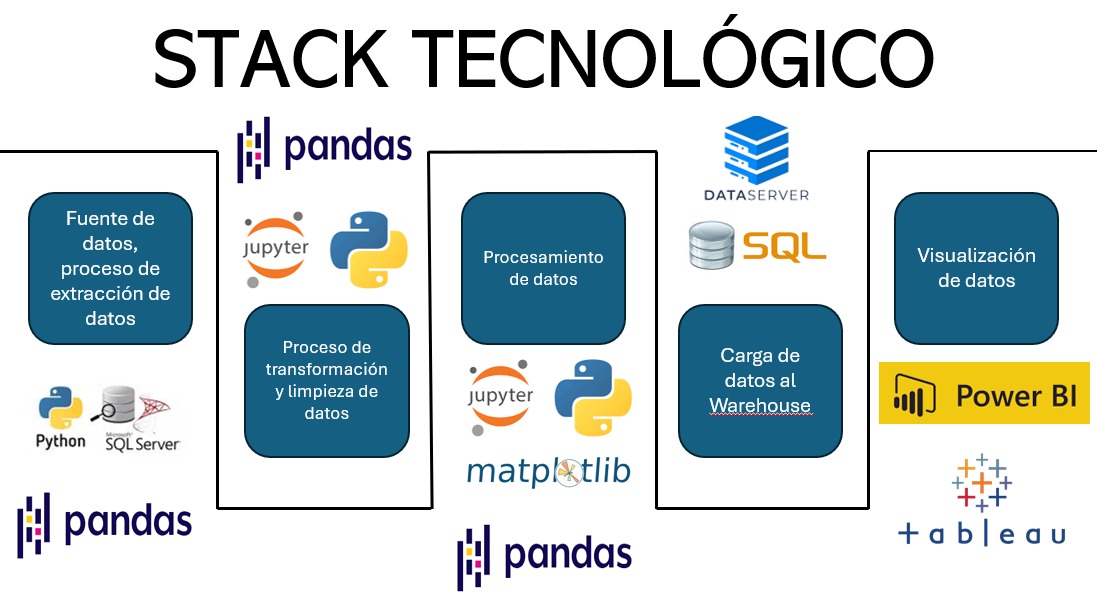 STACK TECNOLÓGICO
Fuente de
datos,
proceso de
extracción de
datos
Python
Microsoft
SQL Server
pandas
pandas
jupyter
Proceso de
transformación
y limpieza de
datos
Procesamiento
de datos
jupyter
matplotlib
pandas
DATASERVER
SQL
Carga de
datos al
Warehouse
Visualización
de datos
Power BI
+ableau